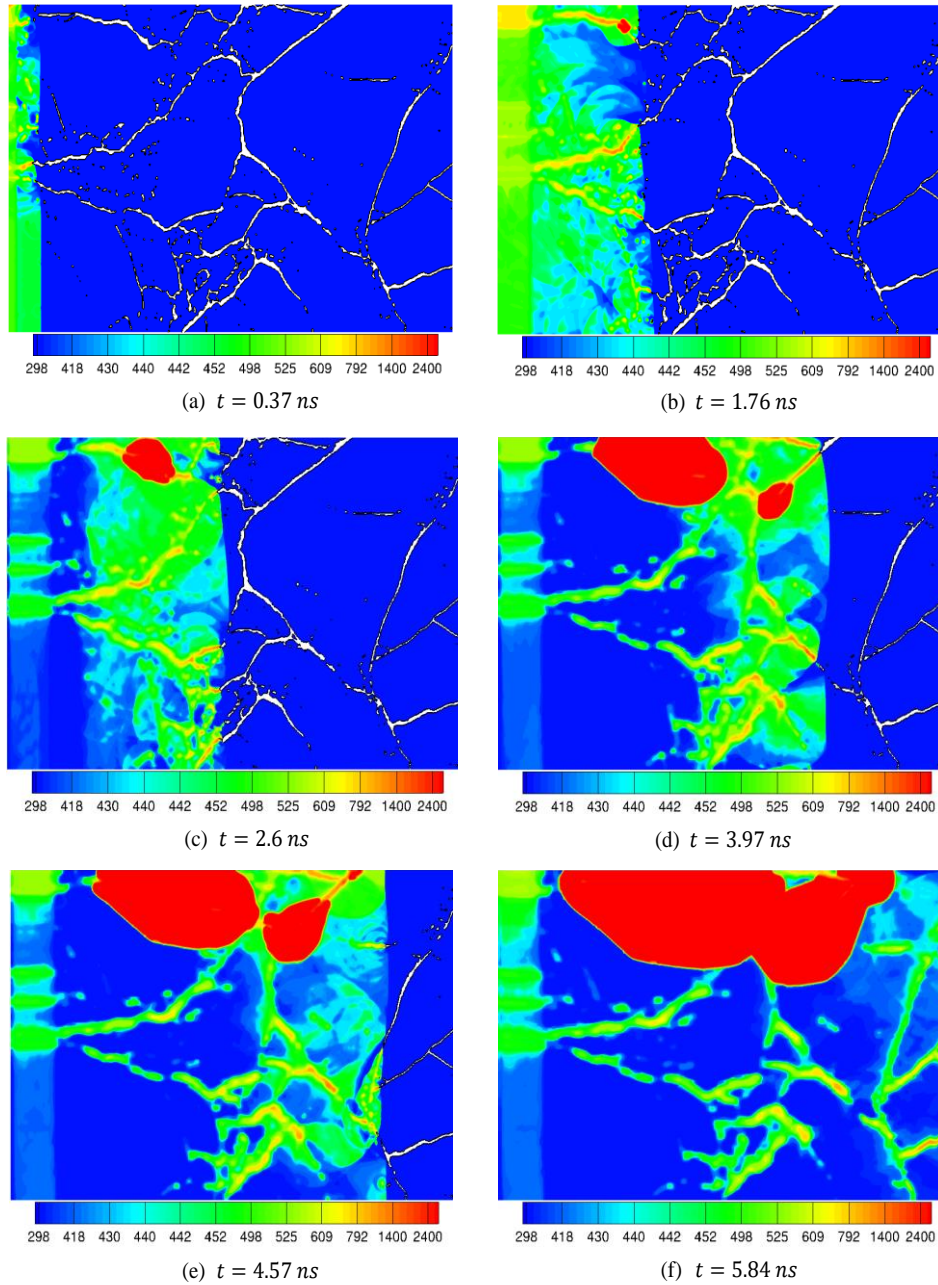 298 418 430 440 442 452 498 525 609 792 1400 2400
298 418 430 440 442 452 498 525 609 792 1400 2400
(a) t = 0.37 ns
(b) t = 1.76 ns
298 418 430 440 442 452 498 525 609 792 1400 2400
298 418 430 440 442 452 498 525 609 792 1400 2400
(c) t = 2.6 ns
(d) t = 3.97 ns
298 418 430 440 442 452 498 525 609 792 1400 2400
298 418 430 440 442 452 498 525 609 792 1400 2400
(e) t = 4.57 ns
(f) t = 5.84 ns